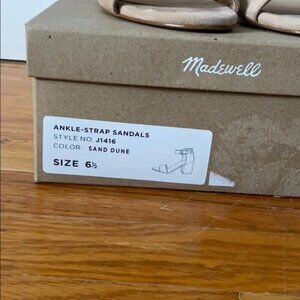 Madewell
ANKLE-STRAP SANDALS
STYLE NO. J1416
COLOR: SAND DUNE
SIZE 6½